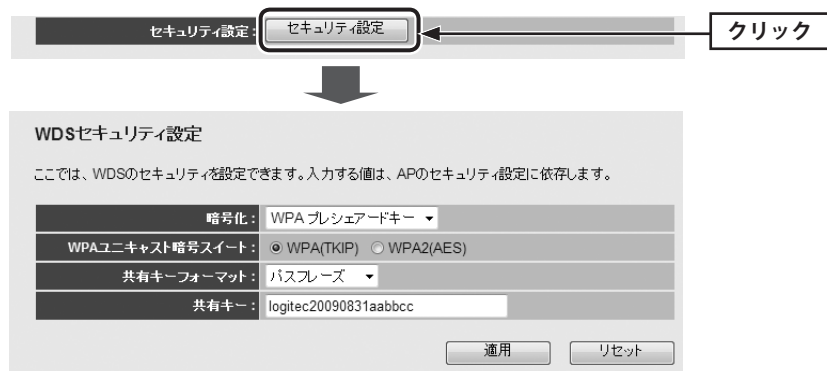 セキュリティ設定： セキュリティ設定 クリック
WDSセキュリティ設定
ここでは、WDSのセキュリティを設定できます。入力する値は、APのセキュリティ設定に依存します。
暗号化： WPA プレシェアードキー
WPAユニキャスト暗号スイート： WPA(TKIP) WPA2(AES)
共有キーフォーマット： パスフレーズ
共有キー： logitec20090831aabbcc
適用 リセット